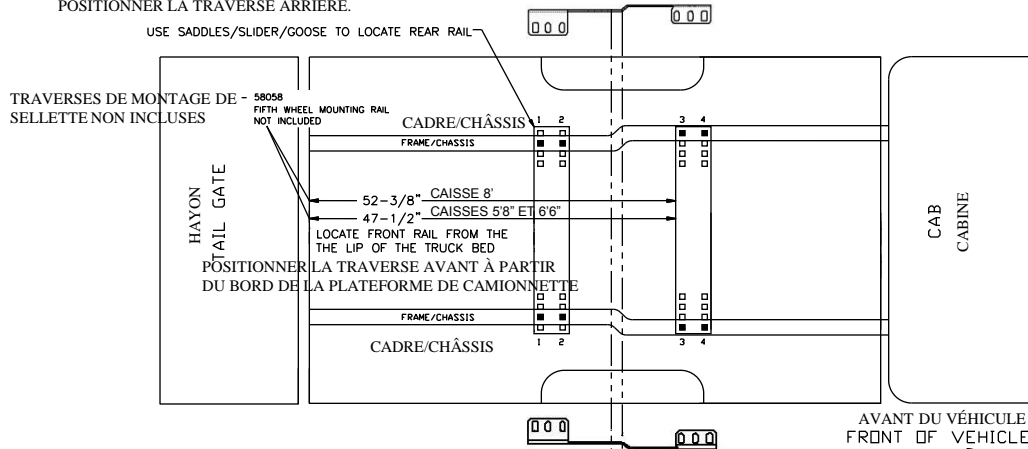 POSITIONNER LA TRAVERSE ARRIÈRE.
USE SADDLES/SLIDER/GOOSE TO LOCATE REAR RAIL
TRAVERSES DE MONTAGE DE
SELLETTE NON INCLUSES
58058
FIFTH WHEEL MOUNTING RAIL
NOT INCLUDED
CADRE/CHÂSSIS
FRAME/CHASSIS
1 2
3 4
HAYON
TAIL GATE
52-3/8" CAISSE 8'
47-1/2" CAISSES 5'8" ET 6'6"
LOCATE FRONT RAIL FROM THE
THE LIP OF THE TRUCK BED
POSITIONNER LA TRAVERSE AVANT À PARTIR
DU BORD DE LA PLATEFORME DE CAMIONNETTE
CAB
CABINE
FRAME/CHASSIS
CADRE/CHÂSSIS
1 2
3 4
AVANT DU VÉHICULE
FRONT OF VEHICLE